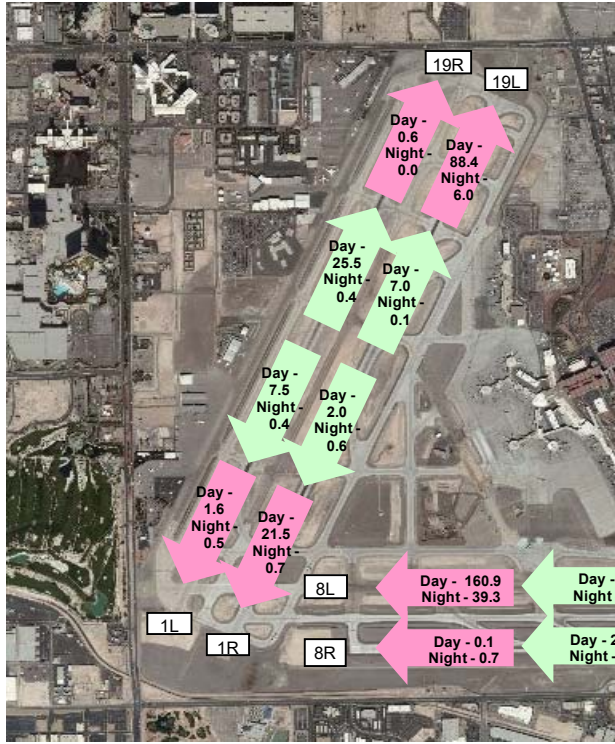 19R
19L
Day -
0.6
Night -
0.0
Day -
88.4
Night -
6.0
Day -
25.5
Night -
0.4
Day -
7.0
Night -
0.1
Day -
7.5
Night -
0.4
Day -
2.0
Night -
0.6
Day -
1.6
Night -
0.5
Day -
21.5
Night -
0.7
8L
Day - 160.9
Night - 39.3
Day -
Night
1L
1R
8R
Day - 0.1
Night - 0.7
Day - 2
Night -